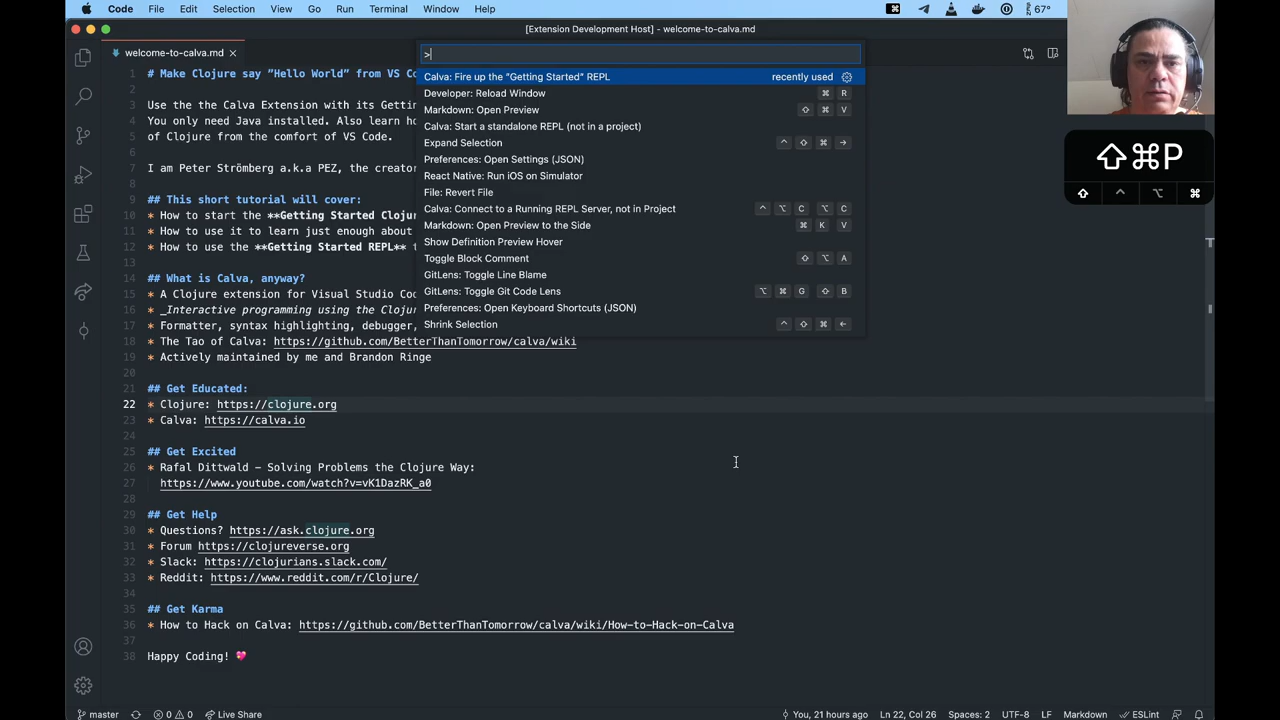 Code File Edit Selection View Go Run Terminal Window Help 67°
[Extension Development Host] - welcome-to-calva.md
welcome-to-calva.md
>
Calva: Fire up the "Getting Started" REPL recently used
Developer: Reload Window ⌘ R
Markdown: Open Preview ⇧ ⌘ V
Calva: Start a standalone REPL (not in a project)
Expand Selection ^ ⇧ ⌘ →
Preferences: Open Settings (JSON)
React Native: Run iOS on Simulator
File: Revert File
Calva: Connect to a Running REPL Server, not in Project ^ ⌥ C ⌥ C
Markdown: Open Preview to the Side ⌘ K V
Show Definition Preview Hover
Toggle Block Comment ⇧ ⌥ A
GitLens: Toggle Line Blame
GitLens: Toggle Git Code Lens ⌥ ⌘ G ⇧ B
Preferences: Open Keyboard Shortcuts (JSON)
Shrink Selection ^ ⇧ ⌘ ←
⇧⌘P
⇧ ^ ⌥ ⌘
1 # Make Clojure say "Hello World" from VS Co
2
3 Use the the Calva Extension with its Gettin
4 You only need Java installed. Also learn ho
5 of Clojure from the comfort of VS Code.
6
7 I am Peter Strömberg a.k.a PEZ, the creator
8
9 ## This short tutorial will cover:
10 * How to start the **Getting Started Clojur
11 * How to use it to learn just enough about
12 * How to use the **Getting Started REPL** t
13
14 ## What is Calva, anyway?
15 * A Clojure extension for Visual Studio Cod
16 * _Interactive programming using the Clojur
17 * Formatter, syntax highlighting, debugger,
18 * The Tao of Calva: https://github.com/BetterThanTomorrow/calva/wiki
19 * Actively maintained by me and Brandon Ringe
20
21 ## Get Educated:
22 * Clojure: https://clojure.org
23 * Calva: https://calva.io
24
25 ## Get Excited
26 * Rafal Dittwald - Solving Problems the Clojure Way:
27 https://www.youtube.com/watch?v=vK1DazRK_a0
28
29 ## Get Help
30 * Questions? https://ask.clojure.org
31 * Forum https://clojureverse.org
32 * Slack: https://clojurians.slack.com/
33 * Reddit: https://www.reddit.com/r/Clojure/
34
35 ## Get Karma
36 * How to Hack on Calva: https://github.com/BetterThanTomorrow/calva/wiki/How-to-Hack-on-Calva
37
38 Happy Coding! 💖
master 0 0 Live Share You, 21 hours ago Ln 22, Col 26 Spaces: 2 UTF-8 LF Markdown ESLint